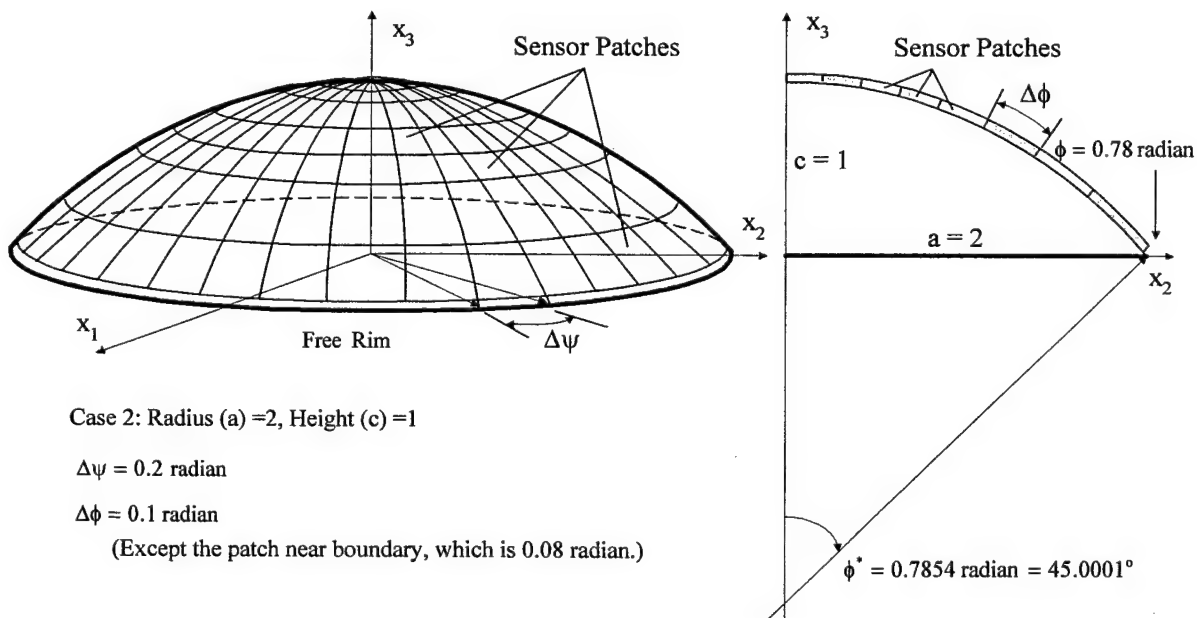 x₃
Sensor Patches
x₂
x₁
Free Rim
Δψ
Case 2: Radius (a) =2, Height (c) =1
Δψ = 0.2 radian
Δϕ = 0.1 radian
(Except the patch near boundary, which is 0.08 radian.)
x₃
Sensor Patches
Δϕ
ϕ = 0.78 radian
c = 1
a = 2
x₂
ϕ* = 0.7854 radian = 45.0001°